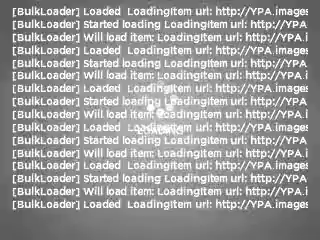 [BulkLoader] Loaded  LoadingItem url: http://YPA.images
[BulkLoader] Started loading LoadingItem url: http://YPA
[BulkLoader] Will load item: LoadingItem url: http://YPA.i
[BulkLoader] Loaded  LoadingItem url: http://YPA.images
[BulkLoader] Started loading LoadingItem url: http://YPA
[BulkLoader] Will load item: LoadingItem url: http://YPA.i
[BulkLoader] Loaded  LoadingItem url: http://YPA.images
[BulkLoader] Started loading LoadingItem url: http://YPA
[BulkLoader] Will load item: LoadingItem url: http://YPA.i
[BulkLoader] Loaded  LoadingItem url: http://YPA.images
[BulkLoader] Started loading LoadingItem url: http://YPA
[BulkLoader] Will load item: LoadingItem url: http://YPA.i
[BulkLoader] Loaded  LoadingItem url: http://YPA.images
[BulkLoader] Started loading LoadingItem url: http://YPA
[BulkLoader] Will load item: LoadingItem url: http://YPA.i
[BulkLoader] Loaded  LoadingItem url: http://YPA.images